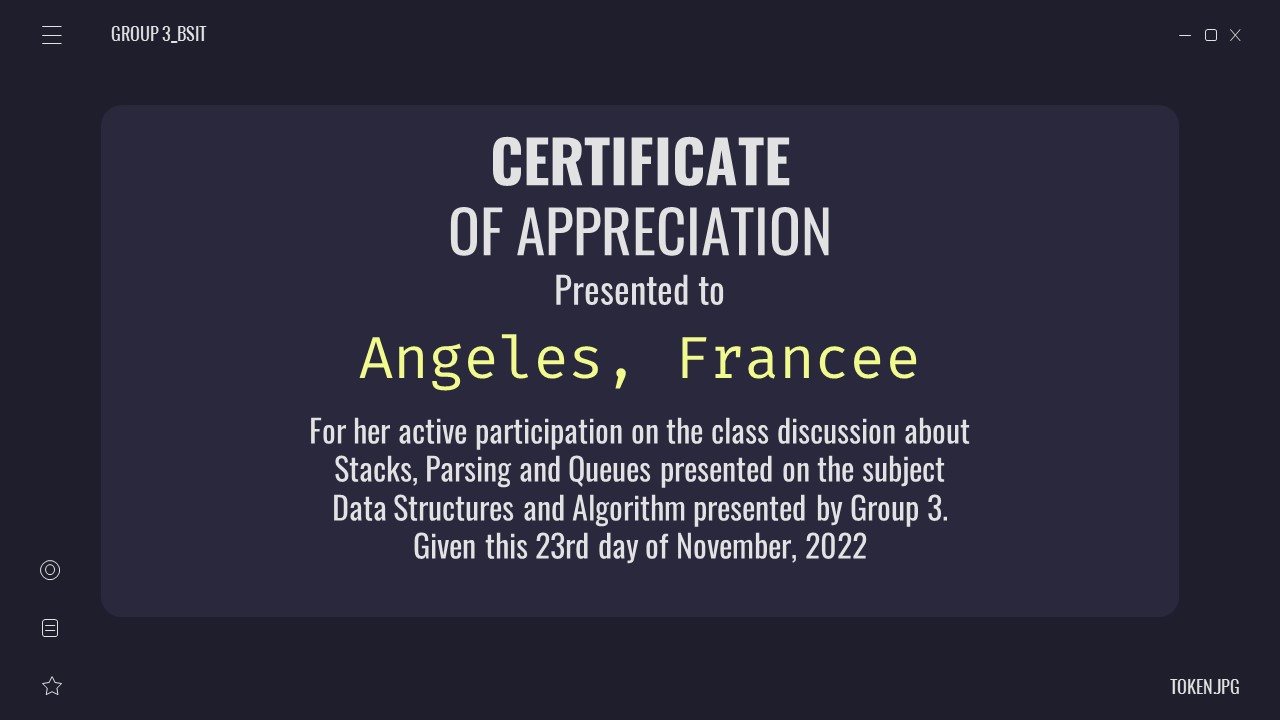 GROUP 3_BSIT
CERTIFICATE
OF APPRECIATION
Presented to
Angeles, Francee
For her active participation on the class discussion about
Stacks, Parsing and Queues presented on the subject
Data Structures and Algorithm presented by Group 3.
Given this 23rd day of November, 2022
TOKEN.JPG